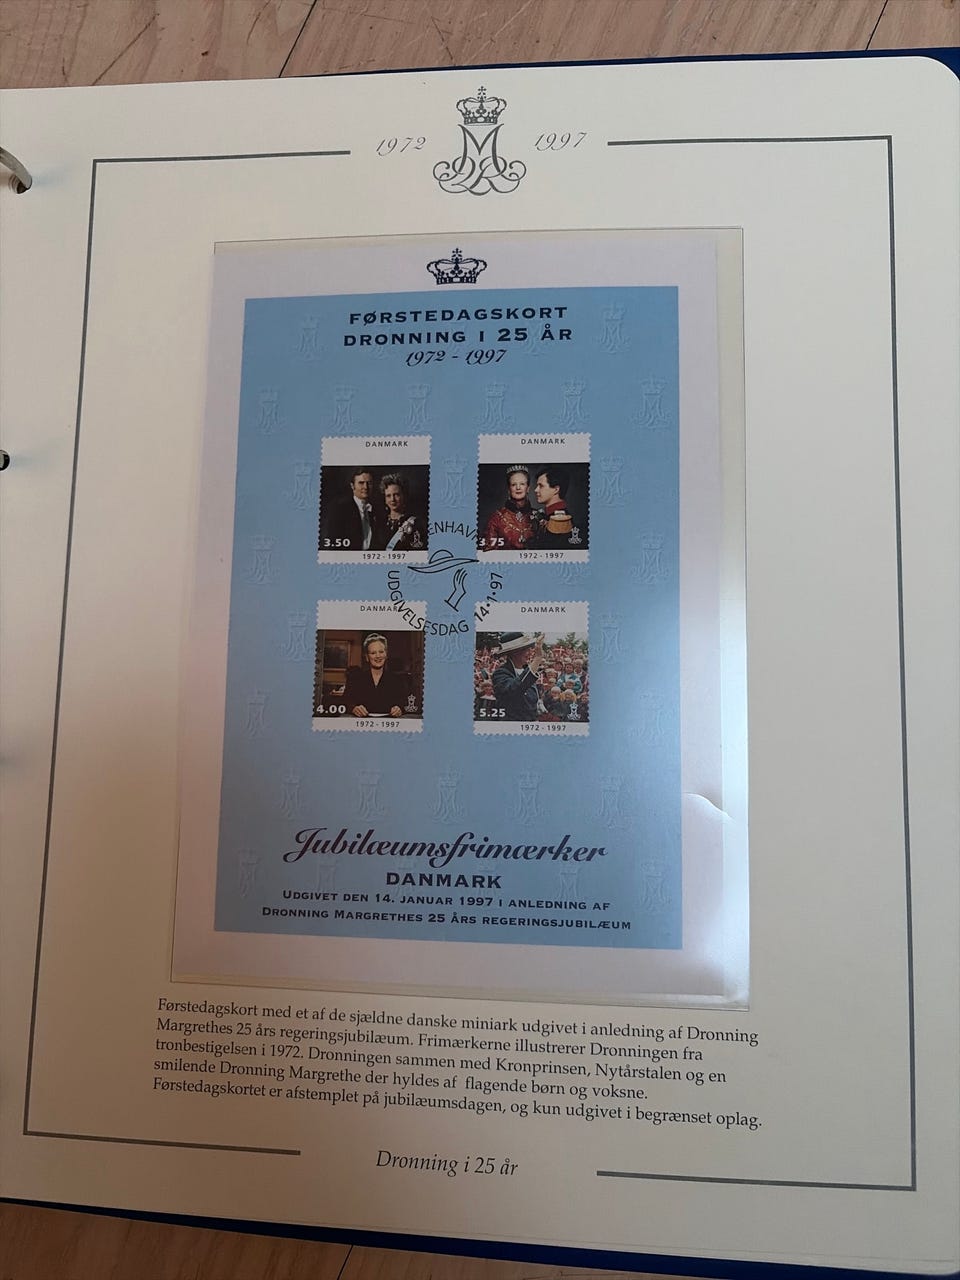 1972 1997
FØRSTEDAGSKORT
DRONNING I 25 ÅR
1972 - 1997
DANMARK
3.50
1972 - 1997
DANMARK
3.75
1972 - 1997
UDGIVELSESDAG 14.1.97
DANMARK
4.00
1972 - 1997
DANMARK
5.25
1972 - 1997
Jubilæumsfrimærker
DANMARK
UDGIVET DEN 14. JANUAR 1997 I ANLEDNING AF
DRONNING MARGRETHES 25 ÅRS REGERINGSJUBILÆUM
Førstedagskort med et af de sjældne danske miniark udgivet i anledning af Dronning
Margrethes 25 års regeringsjubilæum. Frimærkerne illustrerer Dronningen fra
tronbestigelsen i 1972. Dronningen sammen med Kronprinsen, Nytårstalen og en
smilende Dronning Margrethe der hyldes af flagende børn og voksne.
Førstedagskortet er afstemplet på jubilæumsdagen, og kun udgivet i begrænset oplag.
Dronning i 25 år